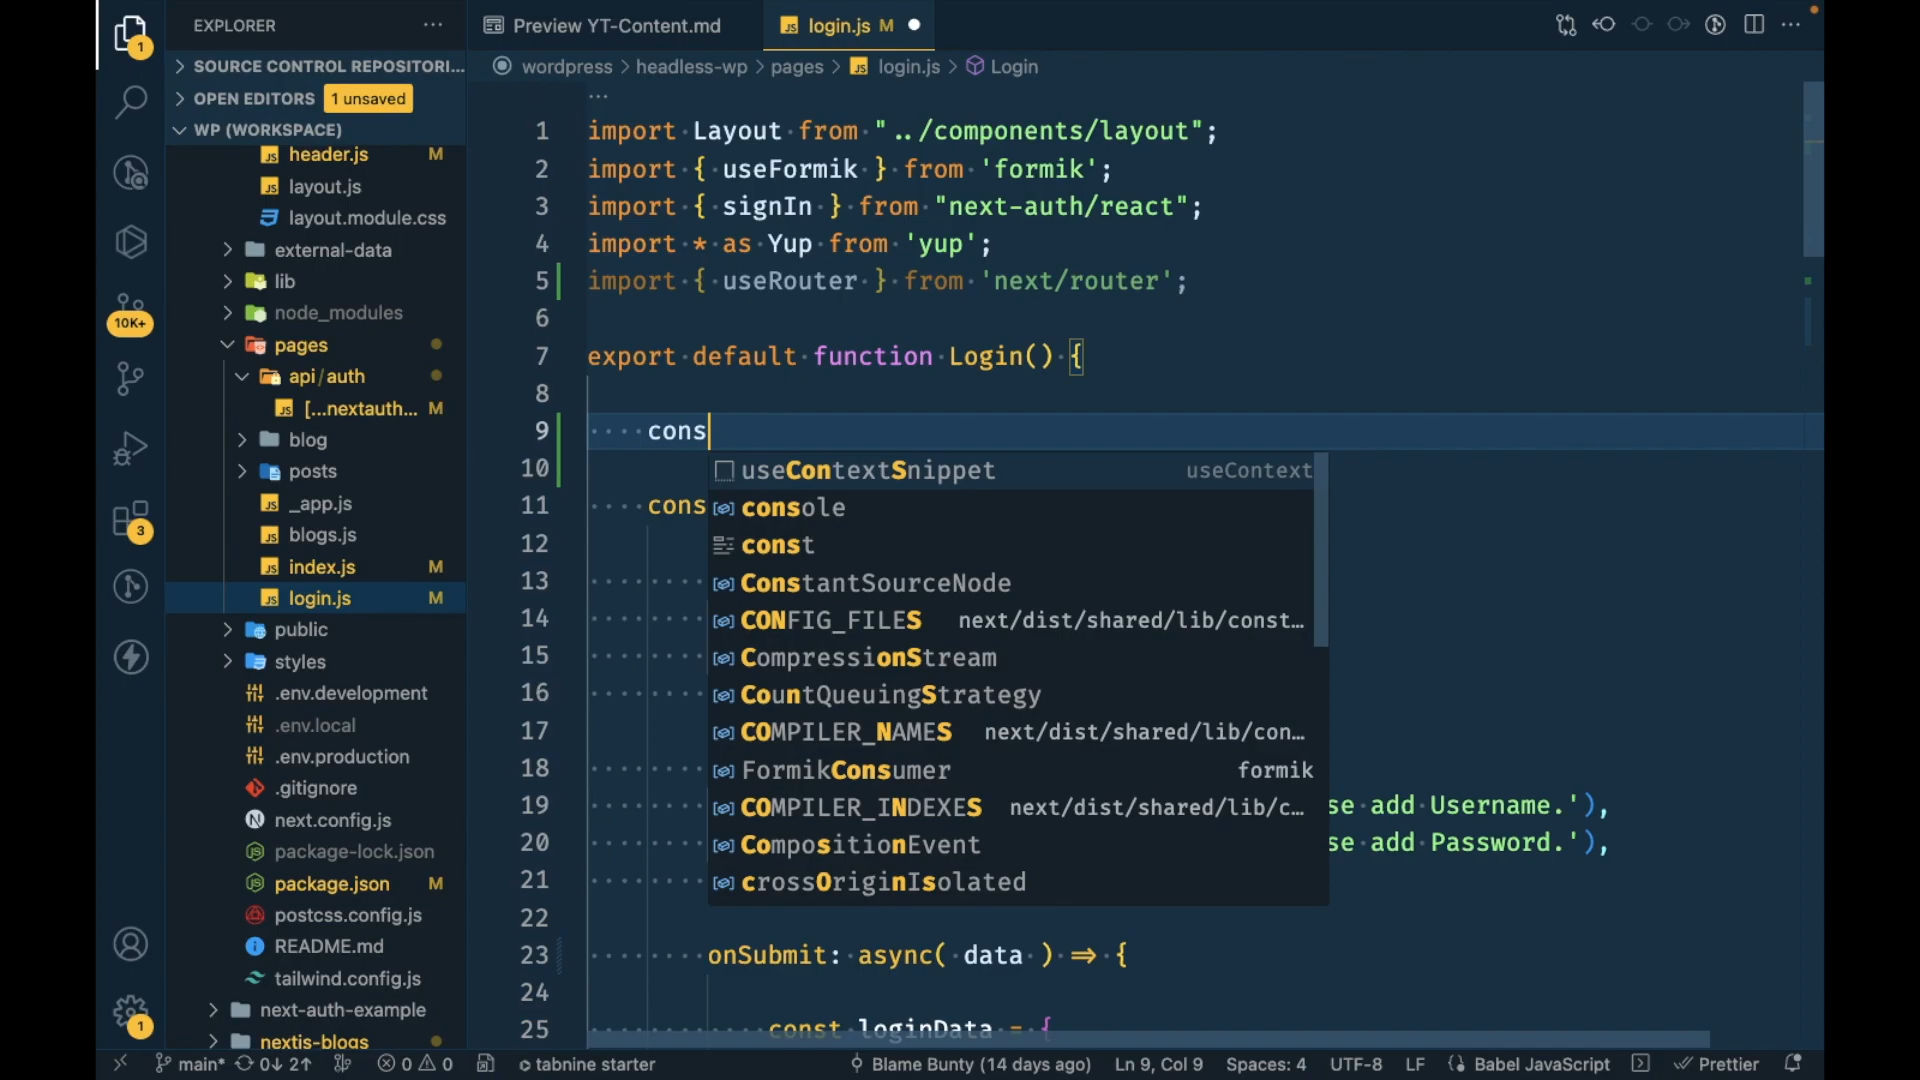 EXPLORER
SOURCE CONTROL REPOSITORI...
OPEN EDITORS 1 unsaved
WP (WORKSPACE)
header.js M
layout.js
layout.module.css
external-data
lib
node_modules
pages
api/auth
[...nextauth... M
blog
posts
_app.js
blogs.js
index.js M
login.js M
public
styles
.env.development
.env.local
.env.production
.gitignore
next.config.js
package-lock.json
package.json M
postcss.config.js
README.md
tailwind.config.js
next-auth-example
nextjs-blogs
1
10K+
3
1
Preview YT-Content.md
login.js M
wordpress > headless-wp > pages > login.js > Login
...
1 import Layout from "../components/layout";
2 import { useFormik } from 'formik';
3 import { signIn } from "next-auth/react";
4 import * as Yup from 'yup';
5 import { useRouter } from 'next/router';
6
7 export default function Login() {
8
9 cons
10
11 cons
12
13
14
15
16
17
18
19 se add Username.'),
20 se add Password.'),
21
22
23 onSubmit: async( data ) => {
24
25 const loginData = {
useContextSnippet useContext
console
const
ConstantSourceNode
CONFIG_FILES next/dist/shared/lib/const...
CompressionStream
CountQueuingStrategy
COMPILER_NAMES next/dist/shared/lib/con...
FormikConsumer formik
COMPILER_INDEXES next/dist/shared/lib/c...
CompositionEvent
crossOriginIsolated
main* 0↓ 2↑ 0 0 tabnine starter Blame Bunty (14 days ago) Ln 9, Col 9 Spaces: 4 UTF-8 LF Babel JavaScript Prettier